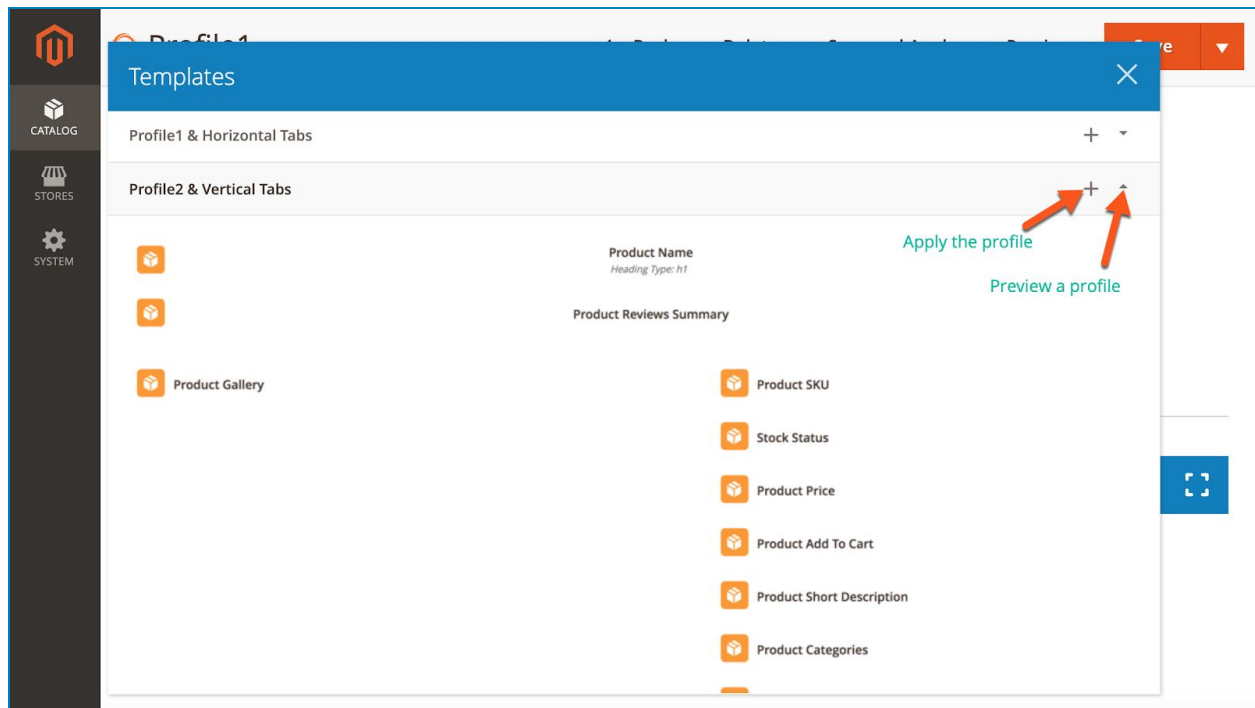 Templates
CATALOG
Profile1 & Horizontal Tabs
STORES
Profile2 & Vertical Tabs
SYSTEM
Apply the profile
Product Name
Heading Type: h1
Preview a profile
Product Reviews Summary
Product Gallery
Product SKU
Stock Status
Product Price
Product Add To Cart
Product Short Description
Product Categories